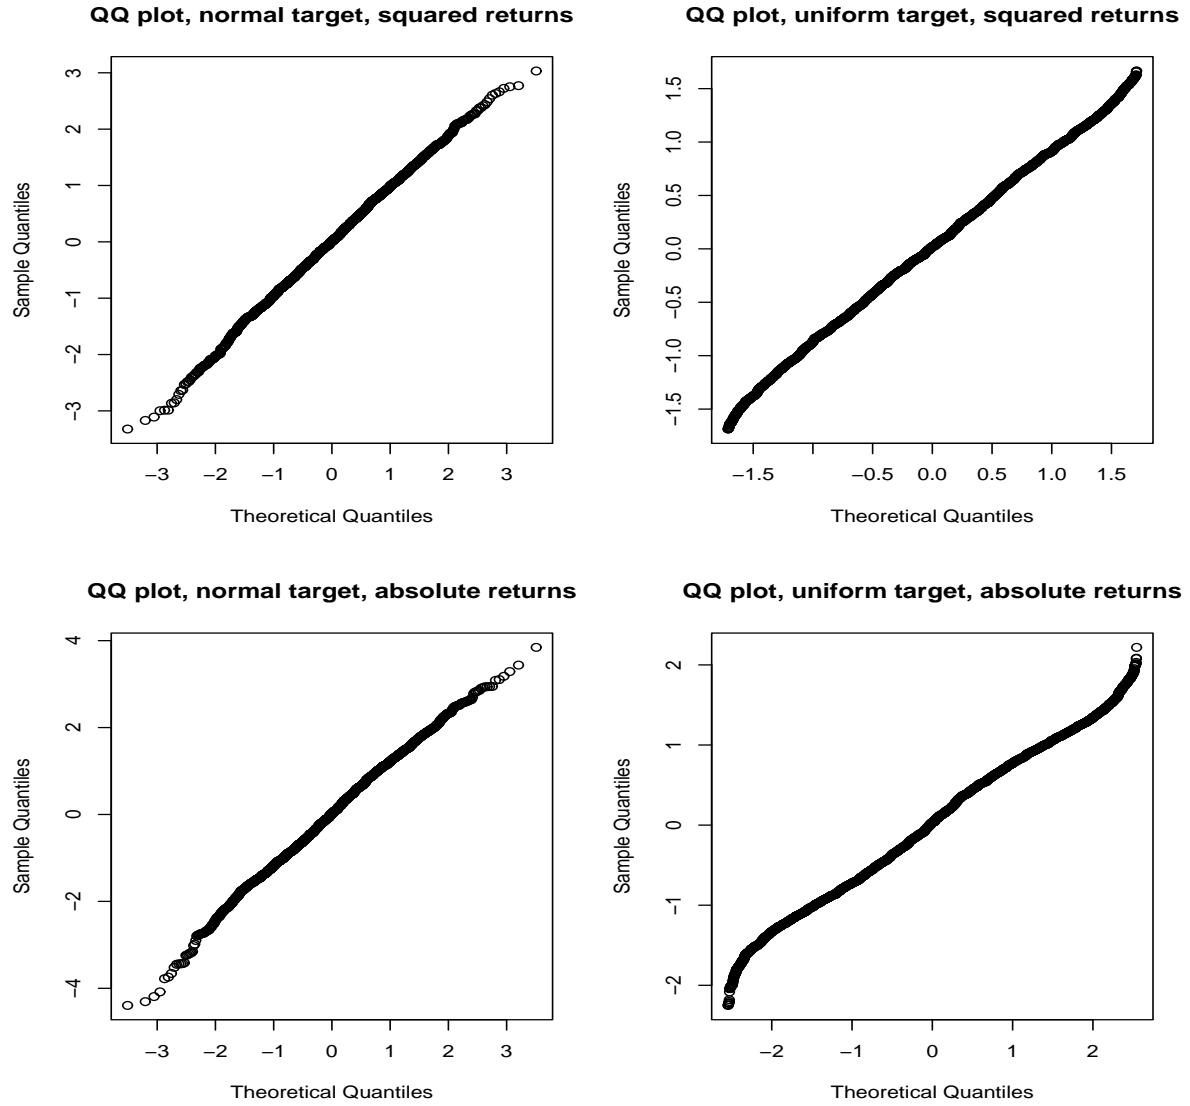 QQ plot, normal target, squared returns
3
2
1
0
−1
−2
−3
Sample Quantiles
−3 −2 −1 0 1 2 3
Theoretical Quantiles
QQ plot, uniform target, squared returns
1.5
1.0
0.5
0.0
−0.5
−1.0
−1.5
Sample Quantiles
−1.5 −0.5 0.0 0.5 1.0 1.5
Theoretical Quantiles
QQ plot, normal target, absolute returns
4
2
0
−2
−4
Sample Quantiles
−3 −2 −1 0 1 2 3
Theoretical Quantiles
QQ plot, uniform target, absolute returns
2
1
0
−1
−2
Sample Quantiles
−2 −1 0 1 2
Theoretical Quantiles